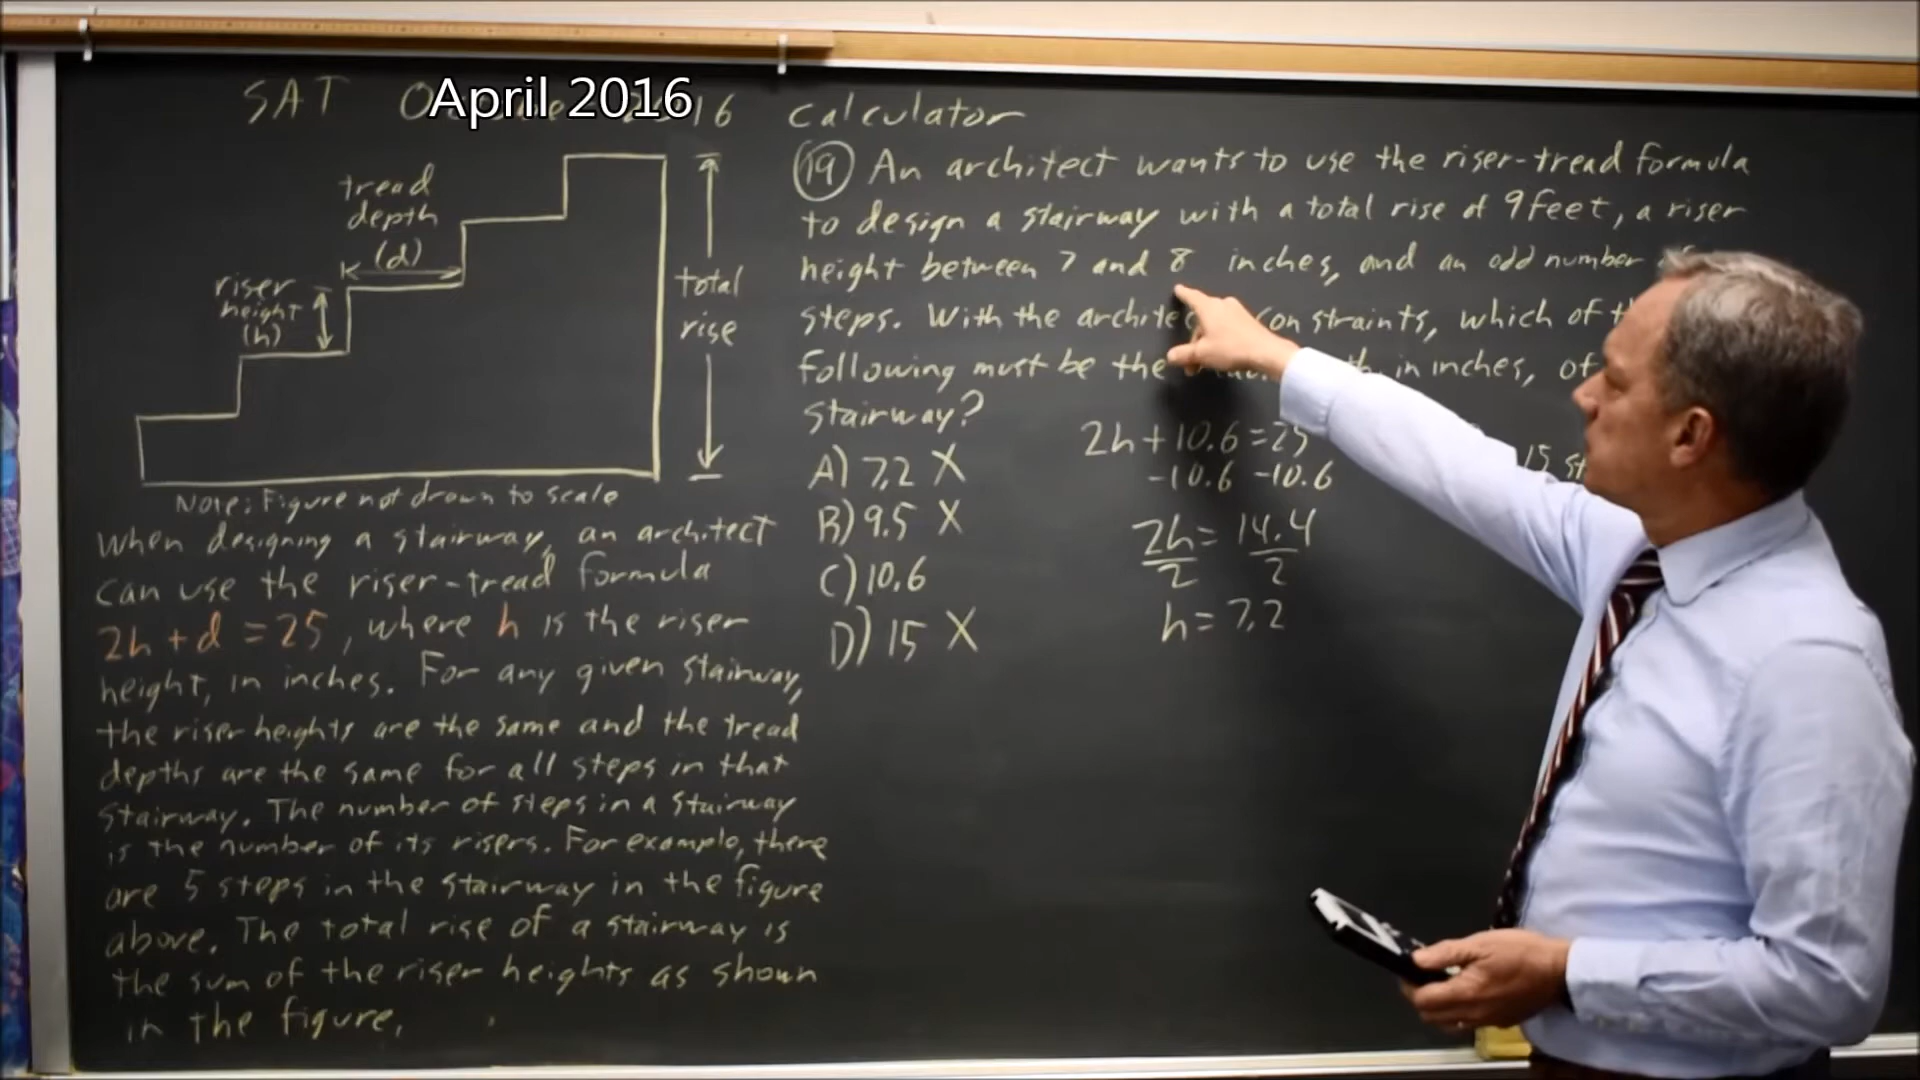 SAT
April 2016
16
tread
depth
(d)
riser
height
(h)
total
rise
Note: Figure not drawn to scale
When designing a stairway, an architect
can use the riser-tread formula
2h + d = 25, where h is the riser
height, in inches. For any given stairway,
the riser heights are the same and the tread
depths are the same for all steps in that
stairway. The number of steps in a stairway
is the number of its risers. For example, there
are 5 steps in the stairway in the figure
above. The total rise of a stairway is
the sum of the riser heights as shown
in the figure.
Calculator
19 An architect wants to use the riser-tread formula
to design a stairway with a total rise of 9 feet, a riser
height between 7 and 8 inches, and an odd number
steps. With the constraints, which of
following must be the in inches, of
stairway?
A) 7.2 X
B) 9.5 X
C) 10.6
D) 15 X
2h + 10.6 = 25
-10.6 -10.6
2h = 14.4
2 2
h = 7.2
15